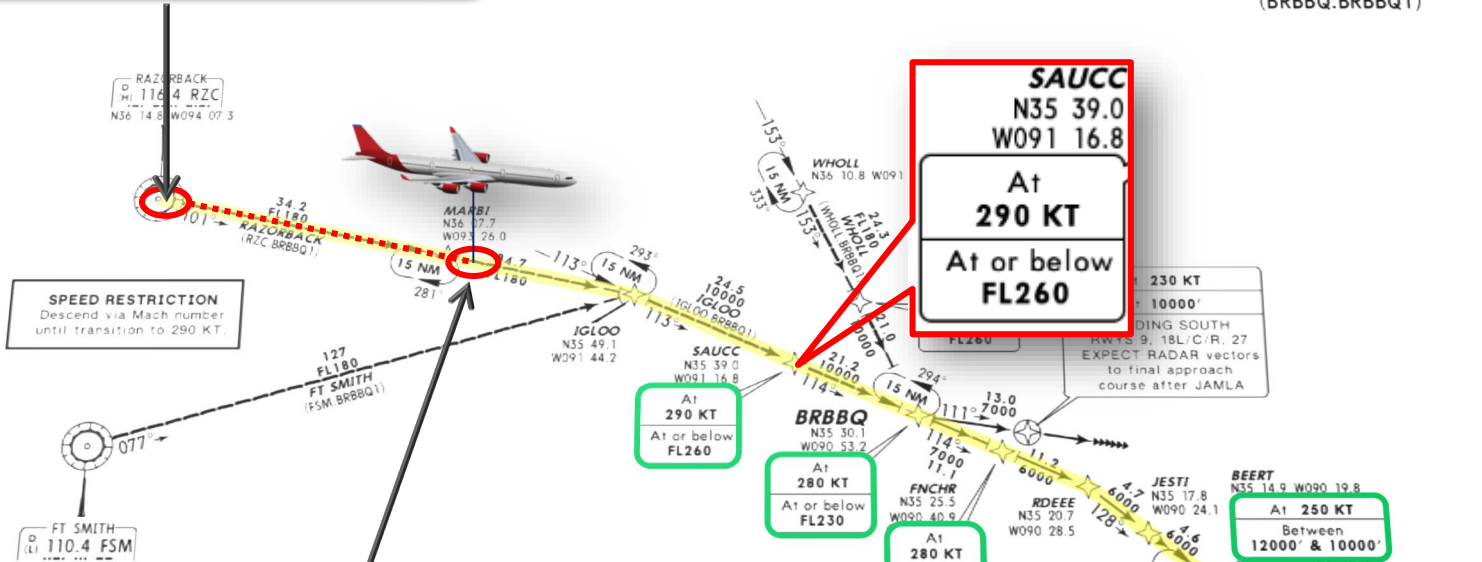 (BRBBQ.BRBBQ1)
RAZORBACK
D
(H) 116.4 RZC
N36 14.8 W094 07.3
34.2
FL180
101°
RAZORBACK
(RZC.BRBBQ1)
MARBI
N36 07.7
W093 26.0
15 NM
281°
FL180
113°
293°
15 NM
SPEED RESTRICTION
Descend via Mach number
until transition to 290 KT.
IGLOO
N35 49.1
W091 44.2
24.5
10000
IGLOO
(IGLOO.BRBBQ1)
113°
127
FL180
FT SMITH
(FSM.BRBBQ1)
077°
FT SMITH
D
(L) 110.4 FSM
153°
15 NM
333°
WHOLL
N36 10.8 W091
153°
24.3
FL180
WHOLL
(WHOLL.BRBBQ1)
21.0
SAUCC
N35 39.0
W091 16.8
At
290 KT
At or below
FL260
SAUCC
N35 39.0
W091 16.8
At
290 KT
At or below
FL260
FL260
230 KT
10000'
RWYS 9, 18L/C/R, 27
EXPECT RADAR vectors
to final approach
course after JAMLA
21.2
10000
114°
15 NM
294°
111°
13.0
7000
BRBBQ
N35 30.1
W090 53.2
At
280 KT
At or below
FL230
114°
7000
11.1
FNCHR
N35 25.5
W090 40.9
At
280 KT
11.2
6000
RDEEE
N35 20.7
W090 28.5
4.7
6000
128°
JESTI
N35 17.8
W090 24.1
4.6
6000
BEERT
N35 14.9 W090 19.8
At 250 KT
Between
12000' & 10000'